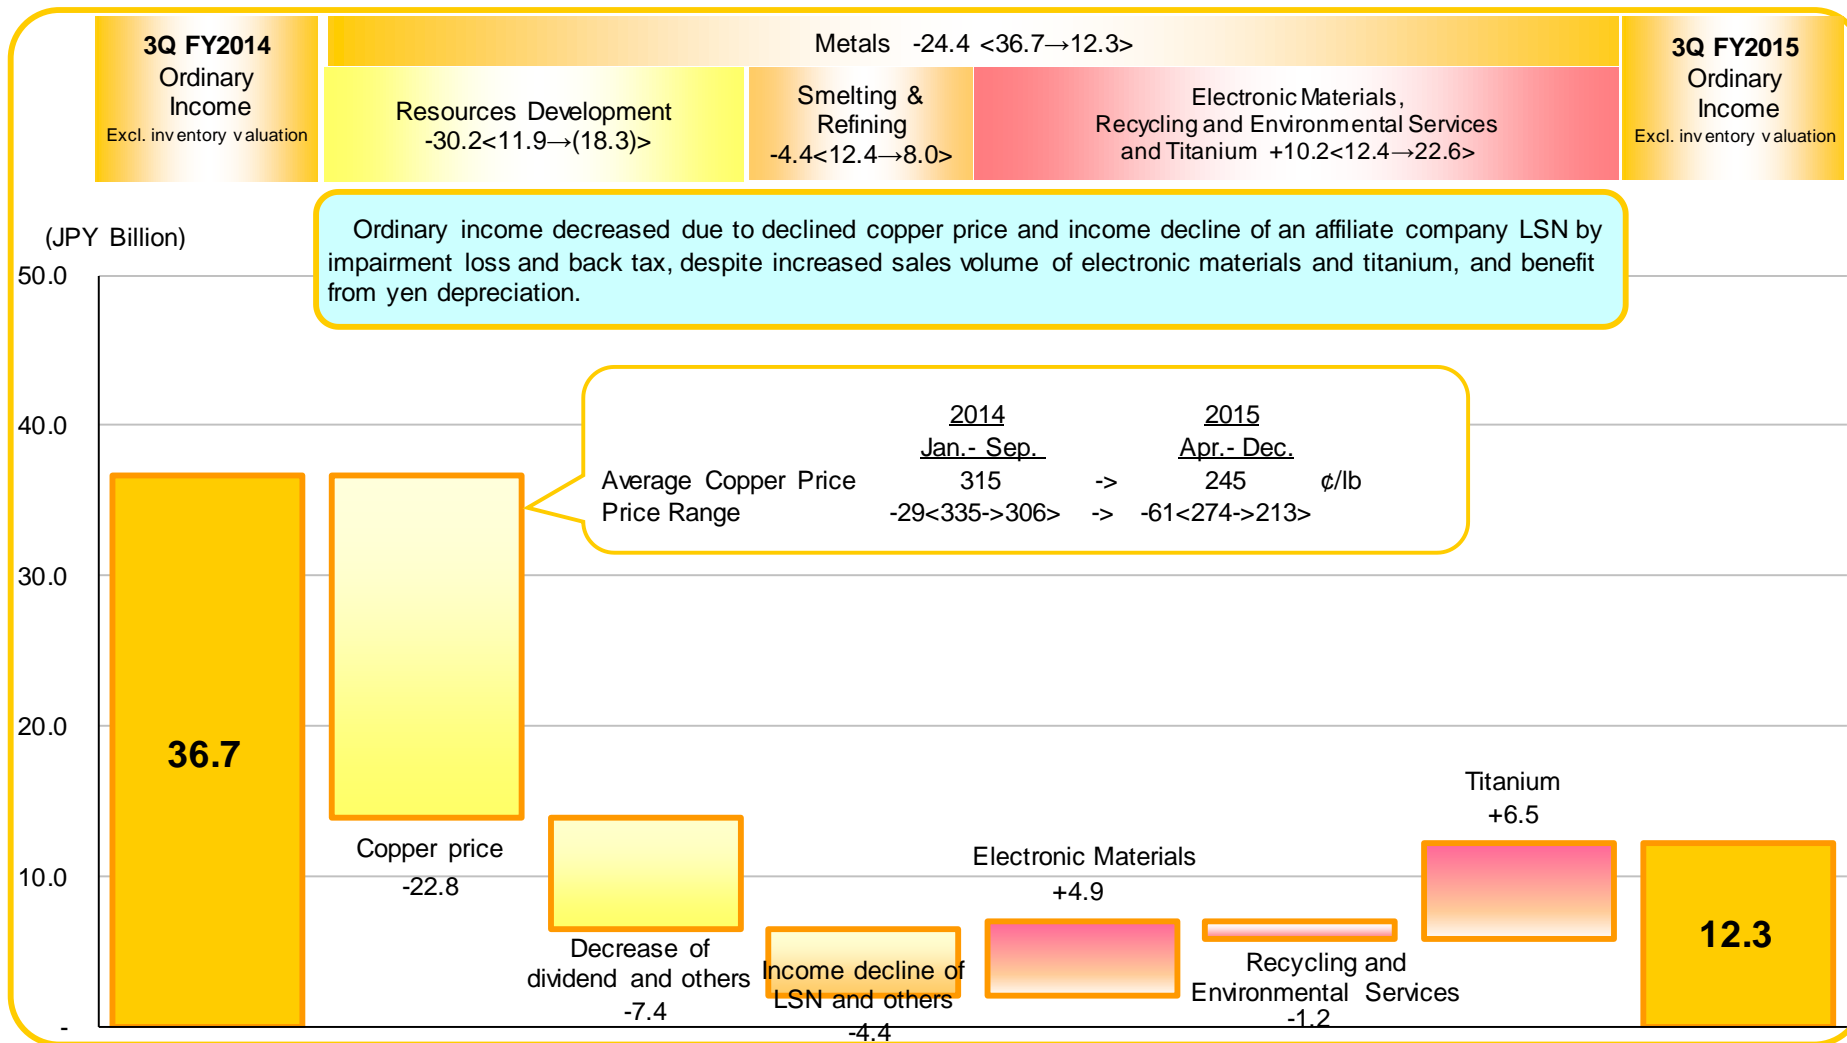 3Q FY2014
Ordinary
Income
Excl. inventory valuation
Metals -24.4 <36.7→12.3>
Resources Development
-30.2<11.9→(18.3)>
Smelting &
Refining
-4.4<12.4→8.0>
Electronic Materials,
Recycling and Environmental Services
and Titanium +10.2<12.4→22.6>
3Q FY2015
Ordinary
Income
Excl. inventory valuation
(JPY Billion)
Ordinary income decreased due to declined copper price and income decline of an affiliate company LSN by
impairment loss and back tax, despite increased sales volume of electronic materials and titanium, and benefit
from yen depreciation.
50.0
40.0
30.0
20.0
10.0
-
2014 2015
Jan.- Sep. Apr.- Dec.
Average Copper Price 315 -> 245 ¢/lb
Price Range -29<335->306> -> -61<274->213>
36.7
Copper price
-22.8
Decrease of
dividend and others
-7.4
Income decline of
LSN and others
-4.4
Electronic Materials
+4.9
Recycling and
Environmental Services
-1.2
Titanium
+6.5
12.3